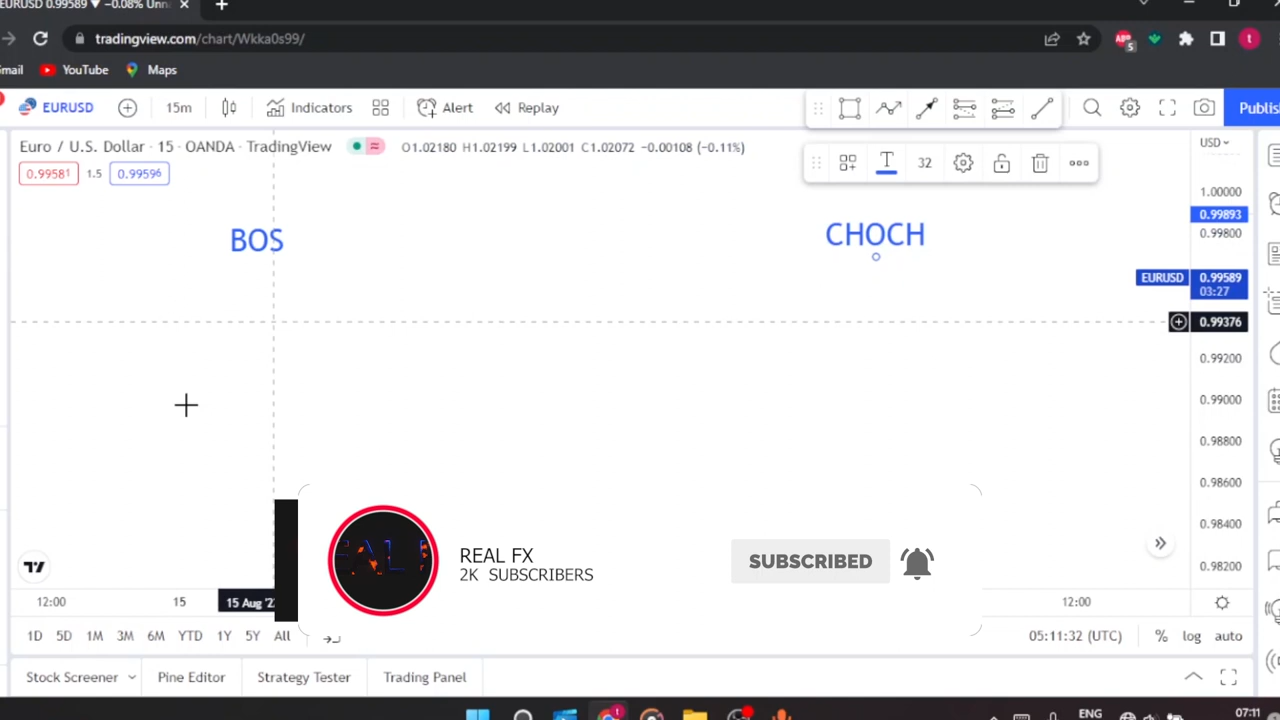 EURUSD 0.99589 ▼ −0.08% Unn
tradingview.com/chart/Wkka0s99/
ABP
5
t
mail
YouTube
Maps
EURUSD
15m
Indicators
Alert
Replay
Publis
Euro / U.S. Dollar · 15 · OANDA · TradingView
O1.02180 H1.02199 L1.02001 C1.02072 −0.00108 (−0.11%)
T
32
USD
0.99581
1.5
0.99596
1.00000
0.99893
0.99800
BOS
CHOCH
EURUSD
0.99589
03:27
0.99376
0.99200
0.99000
0.98800
0.98600
0.98400
0.98200
REAL FX
2K SUBSCRIBERS
SUBSCRIBED
12:00
15
15 Aug '2
12:00
1D
5D
1M
3M
6M
YTD
1Y
5Y
All
05:11:32 (UTC)
%
log
auto
Stock Screener
Pine Editor
Strategy Tester
Trading Panel
ENG
07:11